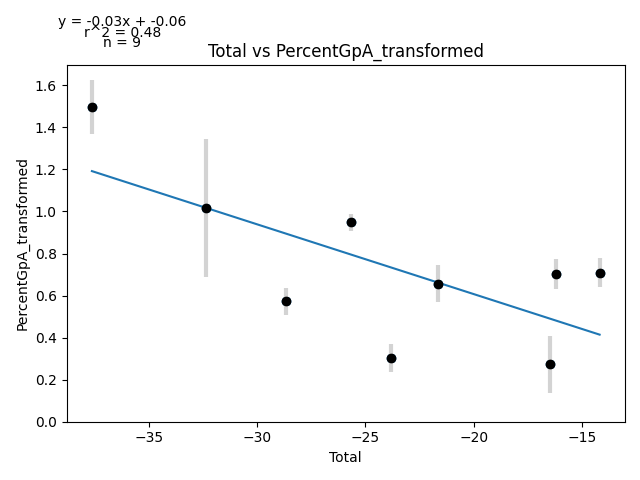 y = -0.03x + -0.06
r^2 = 0.48
n = 9
Total vs PercentGpA_transformed
PercentGpA_transformed
1.6
1.4
1.2
1.0
0.8
0.6
0.4
0.2
0.0
−35
−30
−25
−20
−15
Total